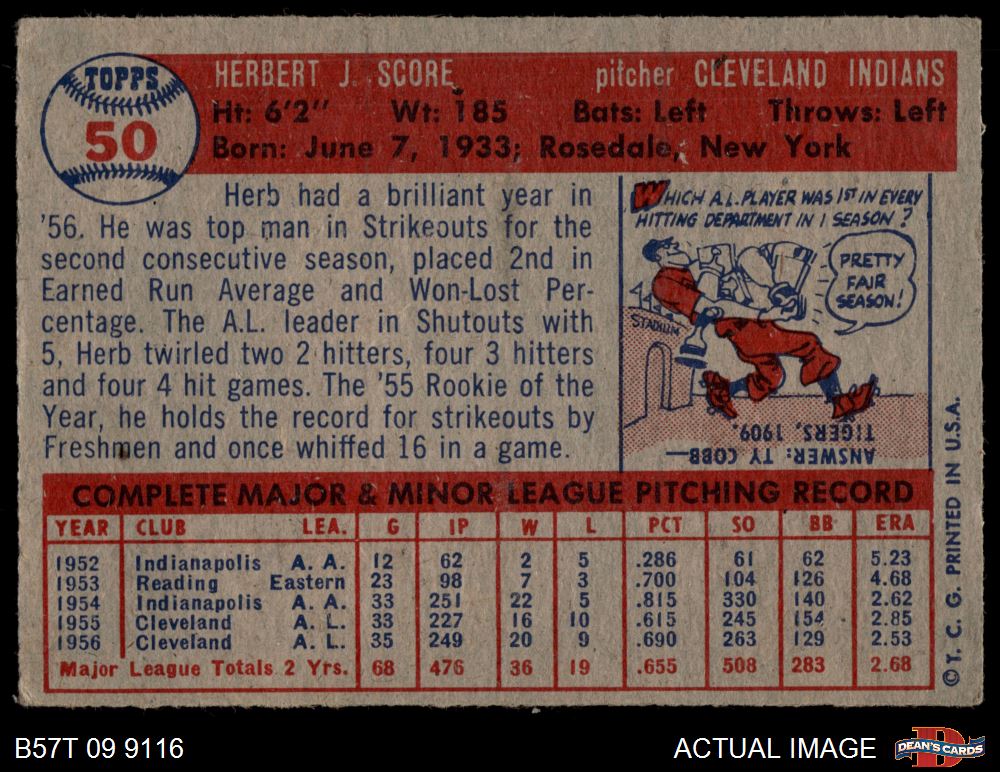 TOPPS
50
HERBERT J. SCORE pitcher CLEVELAND INDIANS
Ht: 6'2" Wt: 185 Bats: Left Throws: Left
Born: June 7, 1933; Rosedale, New York
Herb had a brilliant year in
'56. He was top man in Strikeouts for the
second consecutive season, placed 2nd in
Earned Run Average and Won-Lost Per-
centage. The A.L. leader in Shutouts with
5, Herb twirled two 2 hitters, four 3 hitters
and four 4 hit games. The '55 Rookie of the
Year, he holds the record for strikeouts by
Freshmen and once whiffed 16 in a game.
WHICH A.L. PLAYER WAS 1ST IN EVERY
HITTING DEPARTMENT IN 1 SEASON?
PRETTY
FAIR
SEASON!
STADIUM
ANSWER: TY COBB—
TIGERS, 1909.
COMPLETE MAJOR & MINOR LEAGUE PITCHING RECORD
YEAR CLUB LEA. G IP W L PCT SO BB ERA
1952 Indianapolis A. A. 12 62 2 5 .286 61 62 5.23
1953 Reading Eastern 23 98 7 3 .700 104 126 4.68
1954 Indianapolis A. A. 33 251 22 5 .815 330 140 2.62
1955 Cleveland A. L. 33 227 16 10 .615 245 154 2.85
1956 Cleveland A. L. 35 249 20 9 .690 263 129 2.53
Major League Totals 2 Yrs. 68 476 36 19 .655 508 283 2.68
©T. C. G. PRINTED IN U.S.A.
B57T 09 9116
ACTUAL IMAGE
DEAN'S CARDS